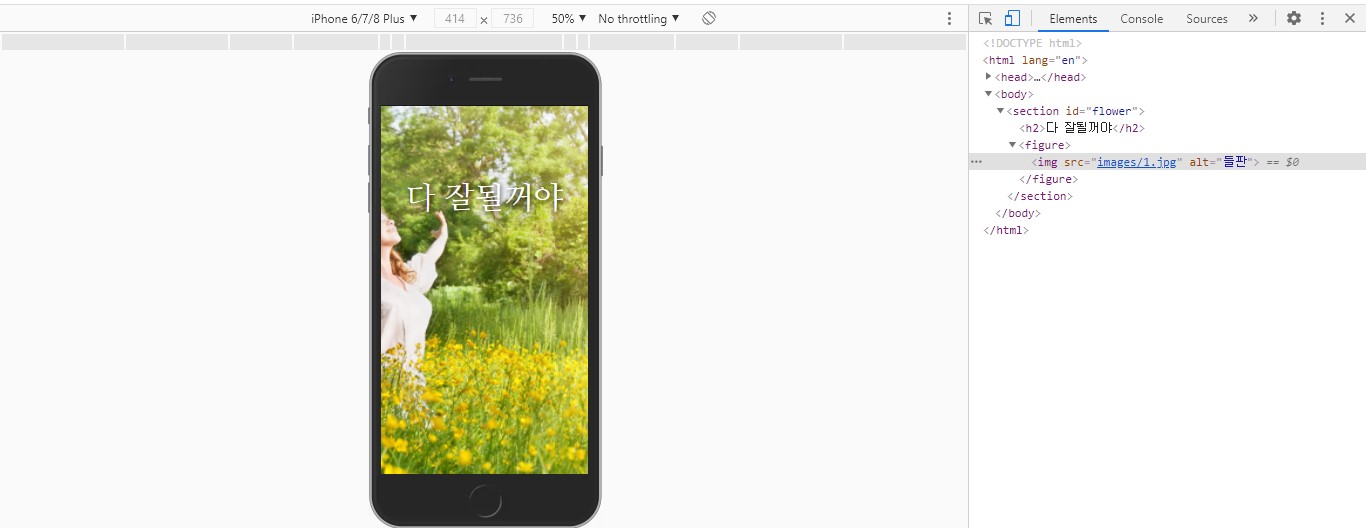 iPhone 6/7/8 Plus ▼ 414 × 736 50% ▼ No throttling ▼
Elements Console Sources »
<!DOCTYPE html>
<html lang="en">
▶<head>…</head>
▼<body>
▼<section id="flower">
<h2>다 잘될꺼야</h2>
▼<figure>
<img src="images/1.jpg" alt="들판"> == $0
</figure>
</section>
</body>
</html>
다 잘될꺼야